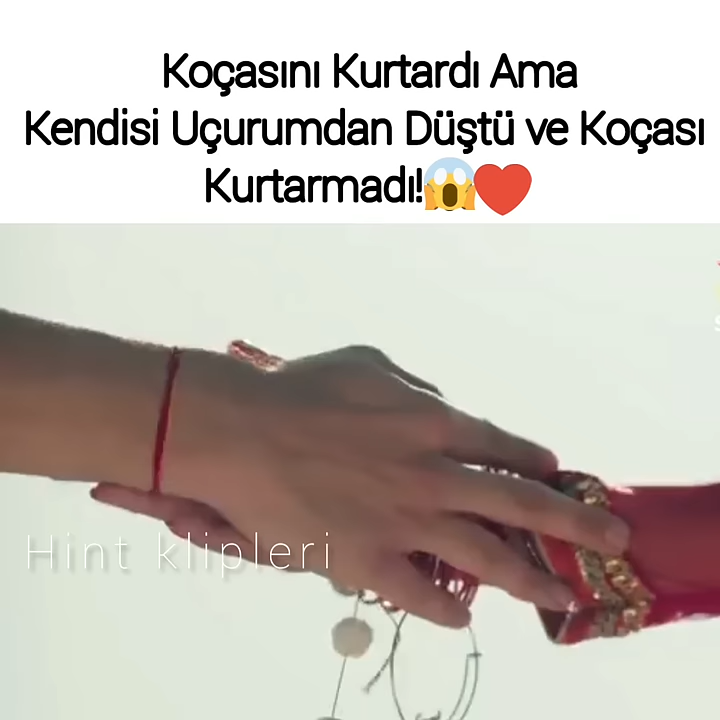 Koçasını Kurtardı Ama
Kendisi Uçurumdan Düştü ve Koçası
Kurtarmadı!😱❤️
Hint klipleri